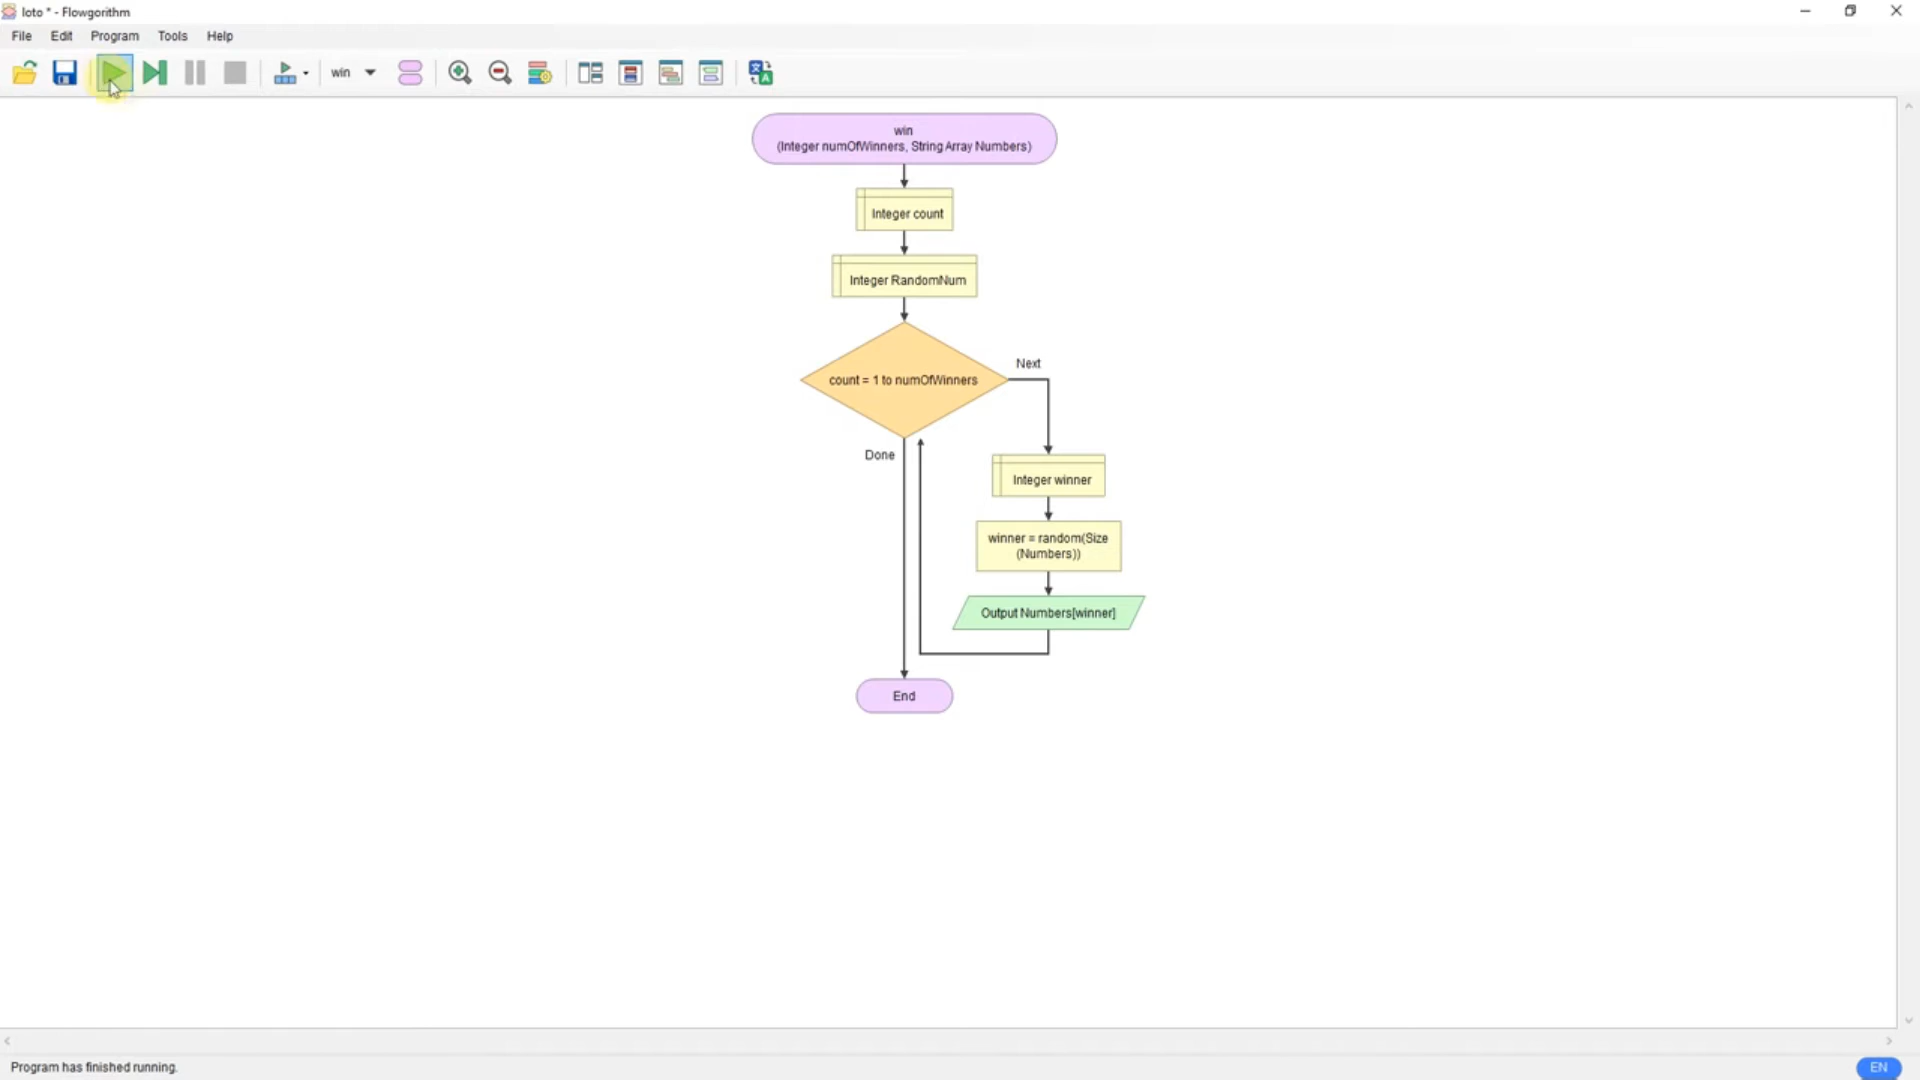 loto * - Flowgorithm
File Edit Program Tools Help
win
win
(Integer numOfWinners, String Array Numbers)
Integer count
Integer RandomNum
count = 1 to numOfWinners
Next
Done
Integer winner
winner = random(Size
(Numbers))
Output Numbers[winner]
End
Program has finished running.
EN